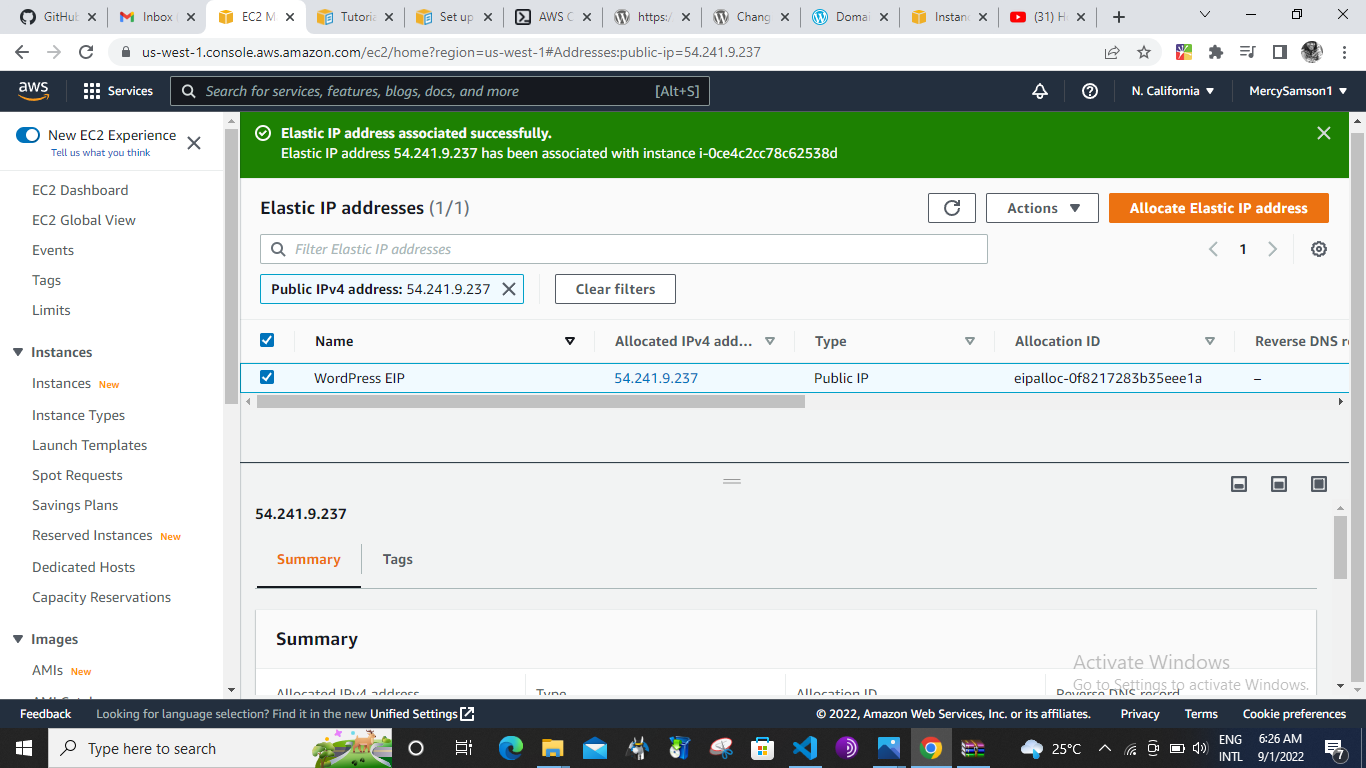 GitHub
Inbox
EC2 M
Tutoria
Set up
AWS C
https:/
Chang
Domai
Instanc
(31) H
us-west-1.console.aws.amazon.com/ec2/home?region=us-west-1#Addresses:public-ip=54.241.9.237
aws
Services
Search for services, features, blogs, docs, and more
[Alt+S]
N. California
MercySamson1
New EC2 Experience
Tell us what you think
EC2 Dashboard
EC2 Global View
Events
Tags
Limits
Instances
Instances New
Instance Types
Launch Templates
Spot Requests
Savings Plans
Reserved Instances New
Dedicated Hosts
Capacity Reservations
Images
AMIs New
Elastic IP address associated successfully.
Elastic IP address 54.241.9.237 has been associated with instance i-0ce4c2cc78c62538d
Elastic IP addresses (1/1)
Actions
Allocate Elastic IP address
Filter Elastic IP addresses
1
Public IPv4 address: 54.241.9.237
Clear filters
Name
Allocated IPv4 add...
Type
Allocation ID
Reverse DNS r
WordPress EIP
54.241.9.237
Public IP
eipalloc-0f8217283b35eee1a
–
54.241.9.237
Summary
Tags
Summary
Allocated IPv4 address
Type
Allocation ID
Reverse DNS record
Activate Windows
Go to Settings to activate Windows.
Feedback
Looking for language selection? Find it in the new Unified Settings
© 2022, Amazon Web Services, Inc. or its affiliates.
Privacy
Terms
Cookie preferences
Type here to search
25°C
ENG
INTL
6:26 AM
9/1/2022
7